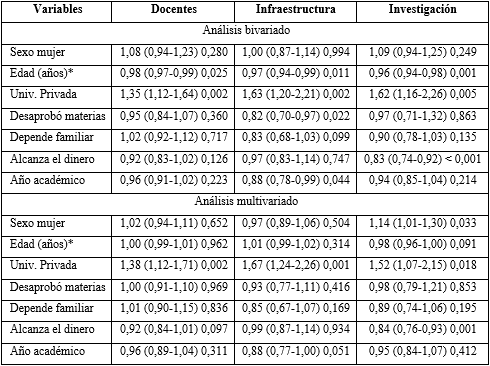 Variables Docentes Infraestructura Investigación
Análisis bivariado
Sexo mujer 1,08 (0,94-1,23) 0,280 1,00 (0,87-1,14) 0,994 1,09 (0,94-1,25) 0,249
Edad (años)* 0,98 (0,97-0,99) 0,025 0,97 (0,94-0,99) 0,011 0,96 (0,94-0,98) 0,001
Univ. Privada 1,35 (1,12-1,64) 0,002 1,63 (1,20-2,21) 0,002 1,62 (1,16-2,26) 0,005
Desaprobó materias 0,95 (0,84-1,07) 0,360 0,82 (0,70-0,97) 0,022 0,97 (0,71-1,32) 0,863
Depende familiar 1,02 (0,92-1,12) 0,717 0,83 (0,68-1,03) 0,099 0,90 (0,78-1,03) 0,135
Alcanza el dinero 0,92 (0,83-1,02) 0,126 0,97 (0,83-1,14) 0,747 0,83 (0,74-0,92) < 0,001
Año académico 0,96 (0,91-1,02) 0,223 0,88 (0,78-0,99) 0,044 0,94 (0,85-1,04) 0,214
Análisis multivariado
Sexo mujer 1,02 (0,94-1,11) 0,652 0,97 (0,89-1,06) 0,504 1,14 (1,01-1,30) 0,033
Edad (años)* 1,00 (0,99-1,01) 0,962 1,01 (0,99-1,02) 0,314 0,98 (0,96-1,00) 0,091
Univ. Privada 1,38 (1,12-1,71) 0,002 1,67 (1,24-2,26) 0,001 1,52 (1,07-2,15) 0,018
Desaprobó materias 1,00 (0,91-1,10) 0,969 0,93 (0,77-1,11) 0,416 0,98 (0,79-1,21) 0,853
Depende familiar 1,01 (0,90-1,15) 0,836 0,85 (0,67-1,07) 0,169 0,89 (0,74-1,06) 0,195
Alcanza el dinero 0,92 (0,84-1,01) 0,097 0,99 (0,87-1,14) 0,934 0,84 (0,76-0,93) 0,001
Año académico 0,96 (0,89-1,04) 0,311 0,88 (0,77-1,00) 0,051 0,95 (0,84-1,07) 0,412